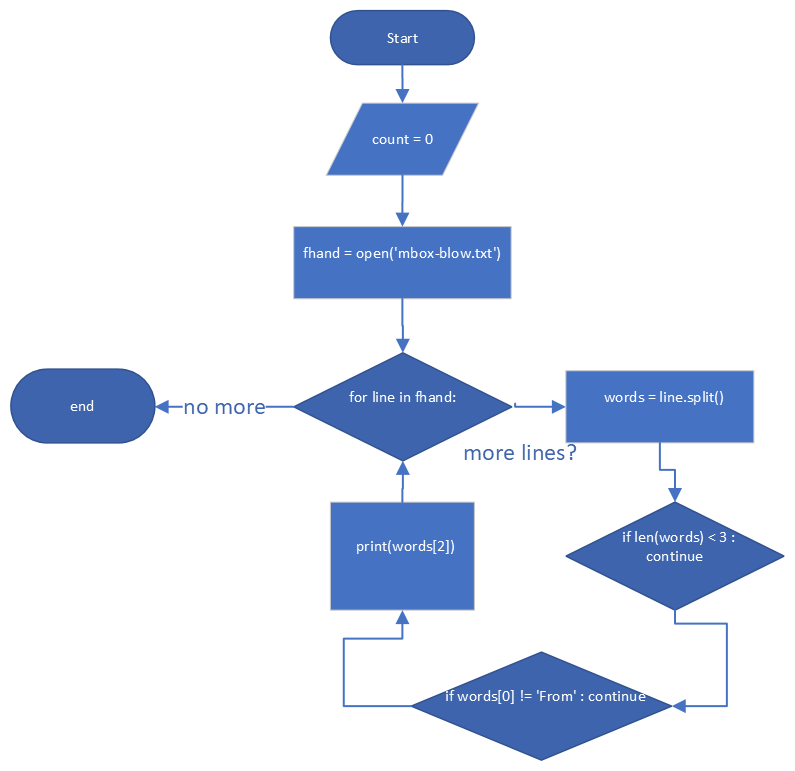 Start
count = 0
fhand = open('mbox-blow.txt')
for line in fhand:
no more
end
more lines?
words = line.split()
if len(words) < 3 :
continue
if words[0] != 'From' : continue
print(words[2])